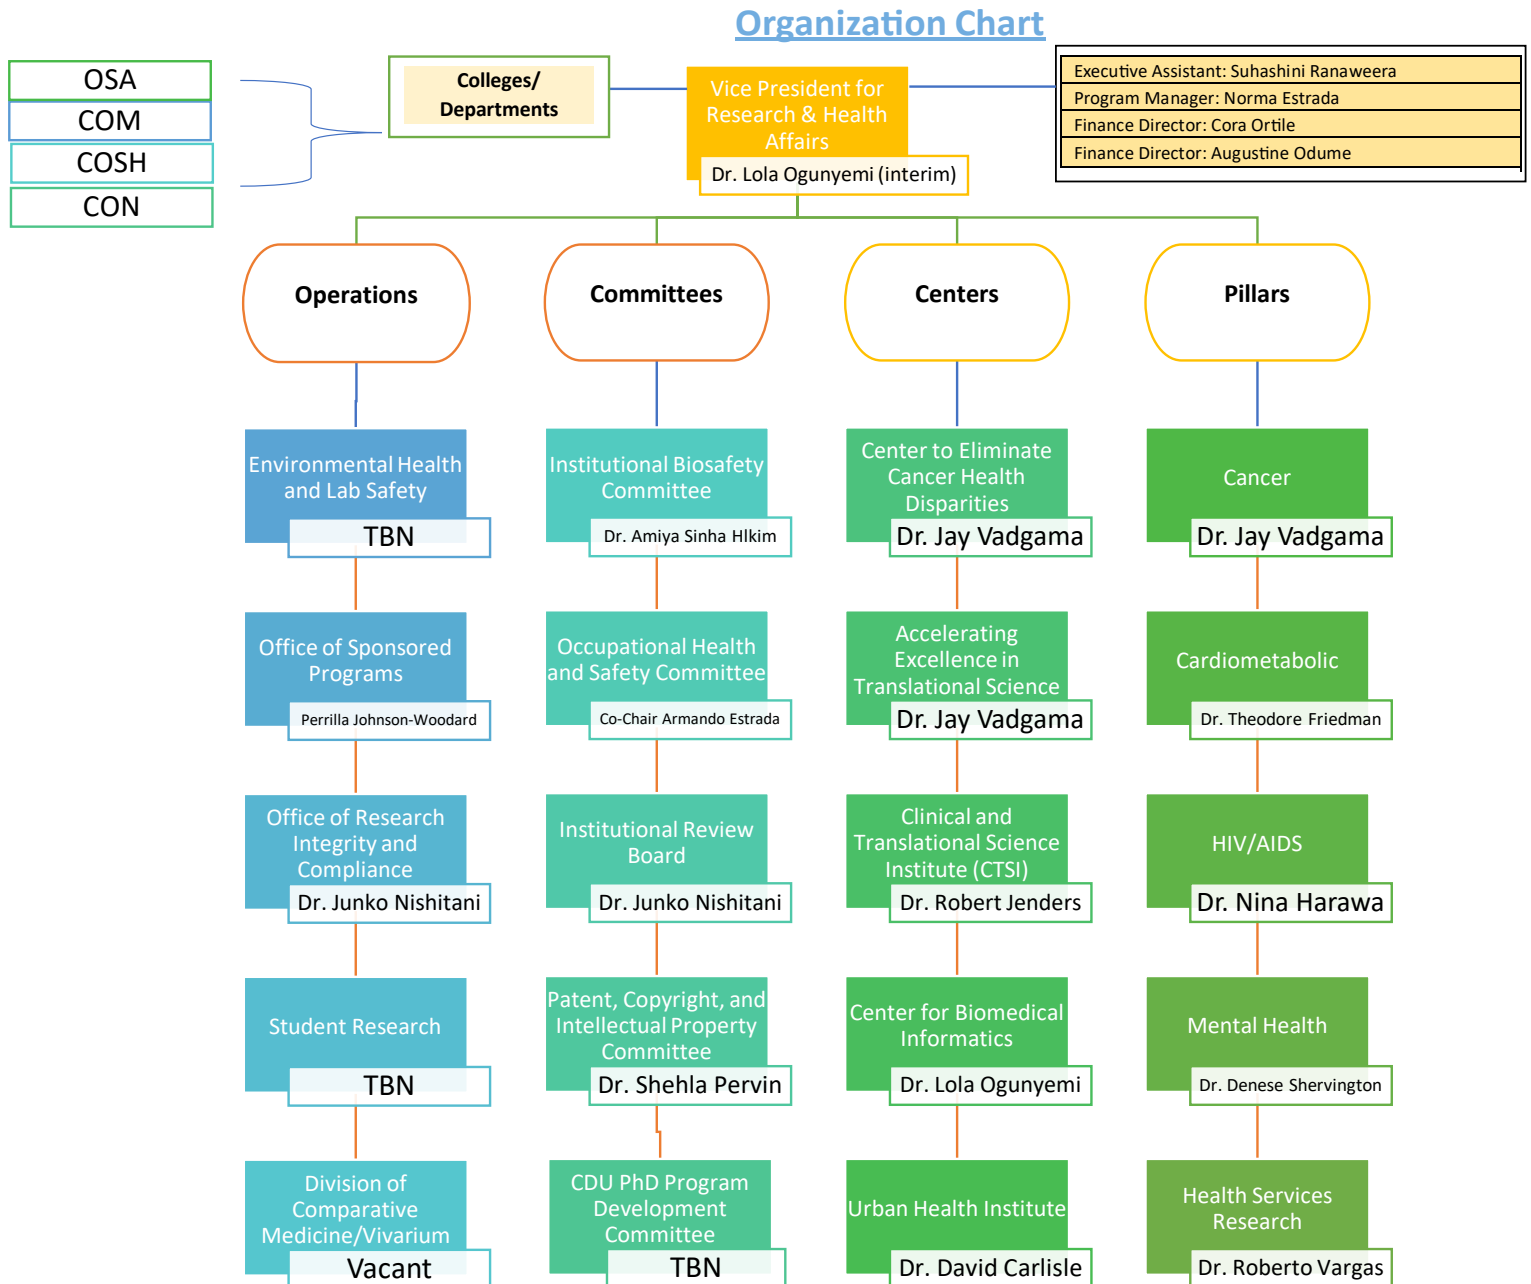 Organization Chart
OSA
COM
COSH
CON
Colleges/
Departments
Vice President for
Research & Health
Affairs
Dr. Lola Ogunyemi (interim)
Executive Assistant: Suhashini Ranaweera
Program Manager: Norma Estrada
Finance Director: Cora Ortile
Finance Director: Augustine Odume
Operations
Committees
Centers
Pillars
Environmental Health
and Lab Safety
TBN
Office of Sponsored
Programs
Perrilla Johnson-Woodard
Office of Research
Integrity and
Compliance
Dr. Junko Nishitani
Student Research
TBN
Division of
Comparative
Medicine/Vivarium
Vacant
Institutional Biosafety
Committee
Dr. Amiya Sinha HIkim
Occupational Health
and Safety Committee
Co-Chair Armando Estrada
Institutional Review
Board
Dr. Junko Nishitani
Patent, Copyright, and
Intellectual Property
Committee
Dr. Shehla Pervin
CDU PhD Program
Development
Committee
TBN
Center to Eliminate
Cancer Health
Disparities
Dr. Jay Vadgama
Accelerating
Excellence in
Translational Science
Dr. Jay Vadgama
Clinical and
Translational Science
Institute (CTSI)
Dr. Robert Jenders
Center for Biomedical
Informatics
Dr. Lola Ogunyemi
Urban Health Institute
Dr. David Carlisle
Cancer
Dr. Jay Vadgama
Cardiometabolic
Dr. Theodore Friedman
HIV/AIDS
Dr. Nina Harawa
Mental Health
Dr. Denese Shervington
Health Services
Research
Dr. Roberto Vargas